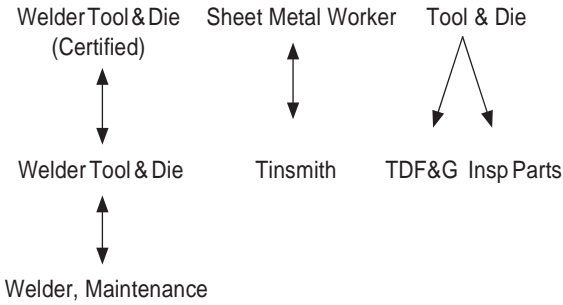 Welder Tool & Die Sheet Metal Worker Tool & Die
(Certified)
Welder Tool & Die Tinsmith TDF&G Insp Parts
Welder, Maintenance